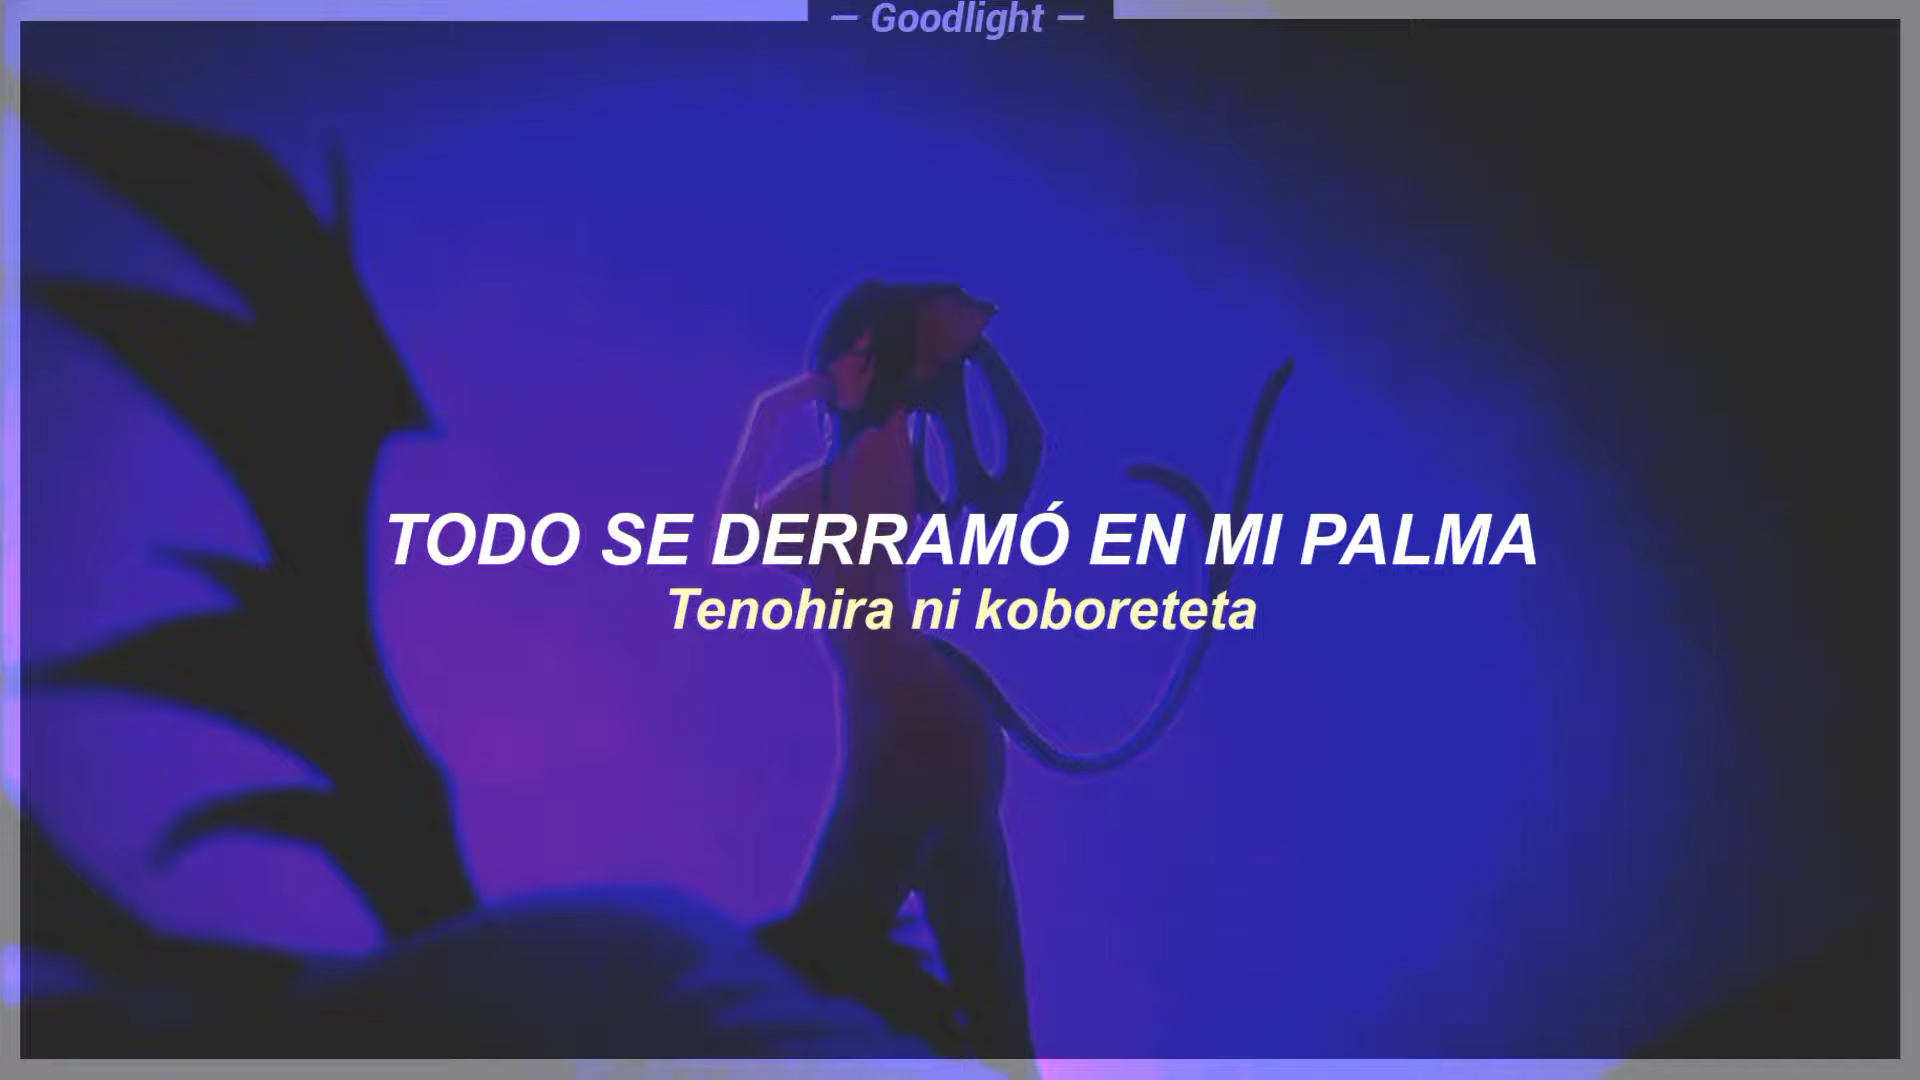 — Goodlight —
TODO SE DERRAMÓ EN MI PALMA
Tenohira ni koboreteta